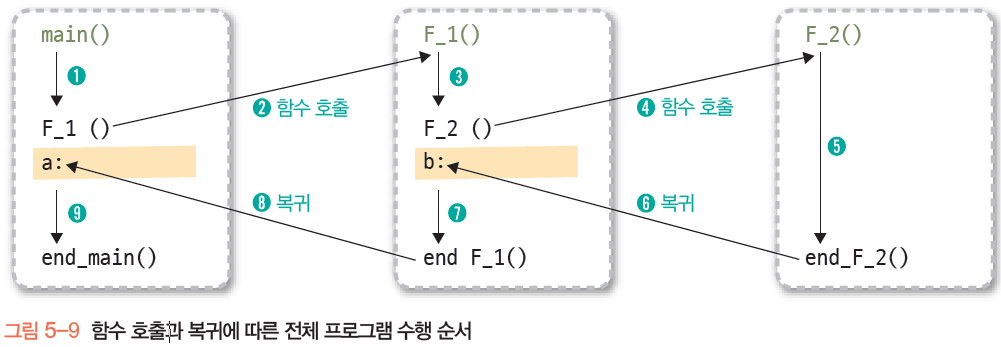 main()
F_1()
F_2()
❶
❸
❷ 함수 호출
❹ 함수 호출
F_1 ()
F_2 ()
❺
a:
b:
❽ 복귀
❻ 복귀
❾
❼
end_main()
end F_1()
end_F_2()
그림 5-9 함수 호출과 복귀에 따른 전체 프로그램 수행 순서